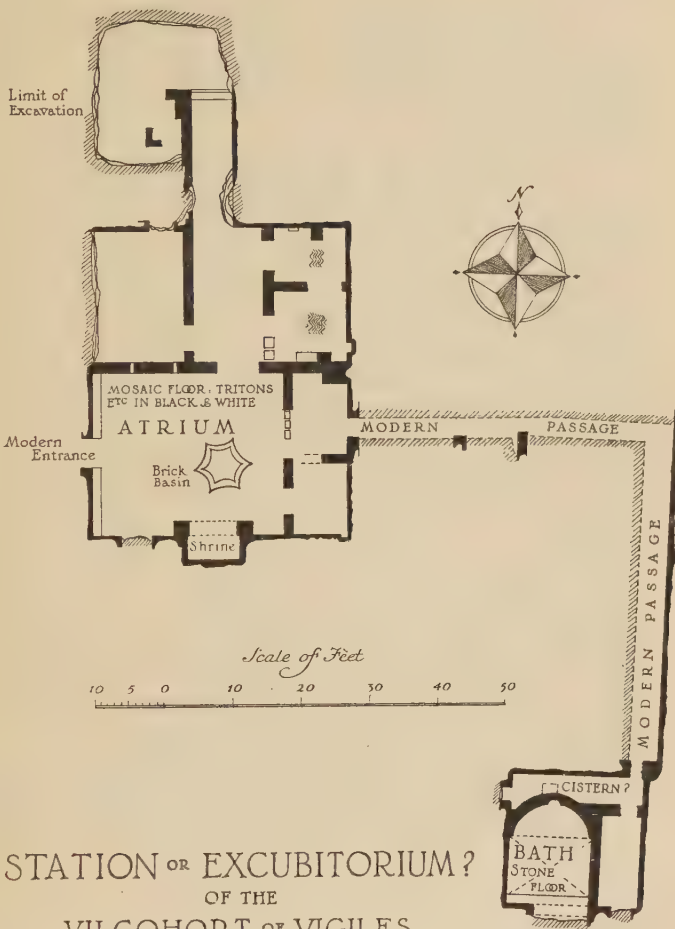 Limit of
Excavation
N
MOSAIC FLOOR: TRITONS
ETC IN BLACK & WHITE
ATRIUM
Modern
Entrance
Brick
Basin
Shrine
MODERN PASSAGE
MODERN PASSAGE
Scale of Feet
10 5 0 10 20 30 40 50
CISTERN?
BATH
STONE
FLOOR
STATION OR EXCUBITORIUM?
OF THE
VII COHORT OF VIGILES